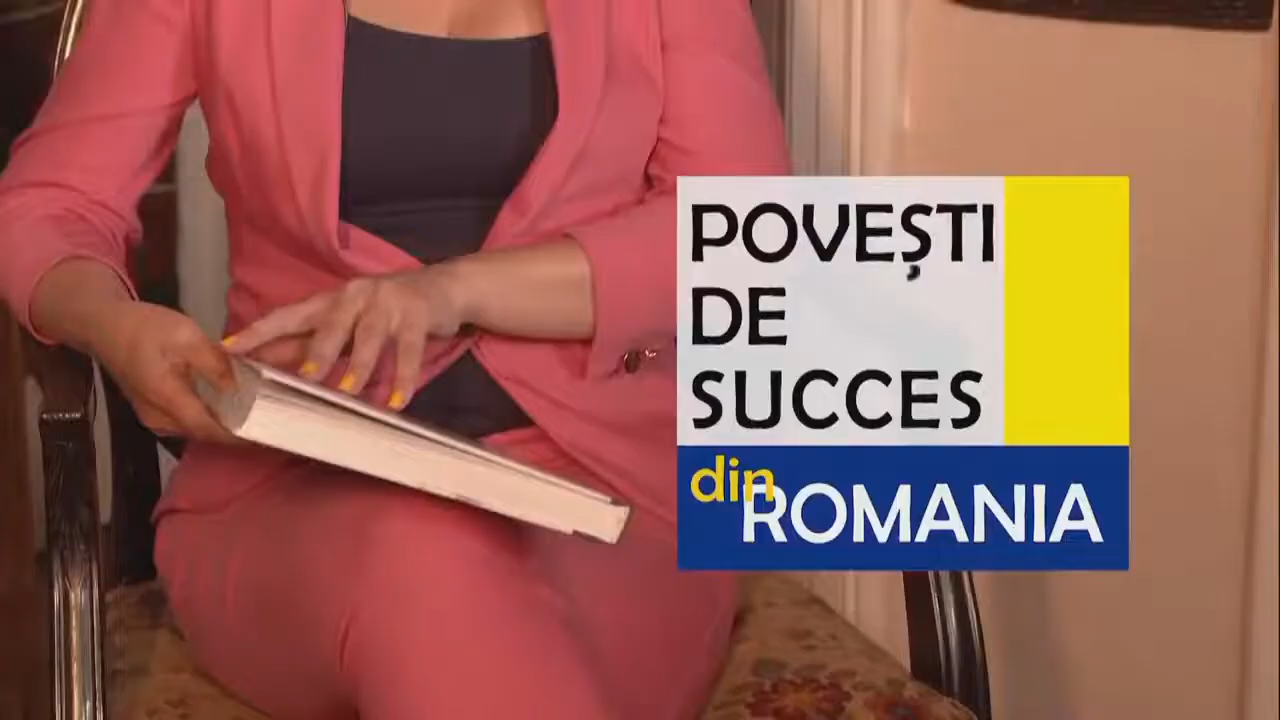 POVEȘTI
DE
SUCCES
din
ROMANIA